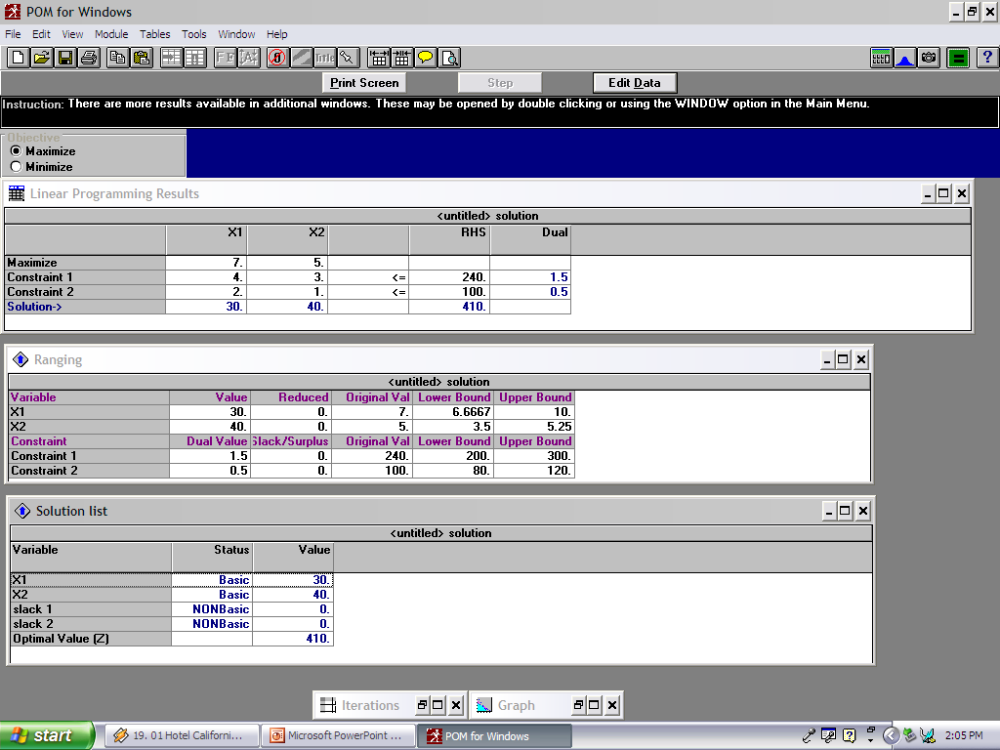 POM for Windows
File Edit View Module Tables Tools Window Help
Title
Print Screen Step Edit Data
Instruction: There are more results available in additional windows. These may be opened by double clicking or using the WINDOW option in the Main Menu.
Objective
Maximize
Minimize
Linear Programming Results
<untitled> solution
X1 X2 RHS Dual
Maximize 7. 5.
Constraint 1 4. 3. <= 240. 1.5
Constraint 2 2. 1. <= 100. 0.5
Solution-> 30. 40. 410.
Ranging
<untitled> solution
Variable Value Reduced Original Val Lower Bound Upper Bound
X1 30. 0. 7. 6.6667 10.
X2 40. 0. 5. 3.5 5.25
Constraint Dual Value Slack/Surplus Original Val Lower Bound Upper Bound
Constraint 1 1.5 0. 240. 200. 300.
Constraint 2 0.5 0. 100. 80. 120.
Solution list
<untitled> solution
Variable Status Value
X1 Basic 30.
X2 Basic 40.
slack 1 NONBasic 0.
slack 2 NONBasic 0.
Optimal Value (Z) 410.
Iterations Graph
start 19. 01 Hotel Californi... Microsoft PowerPoint ... POM for Windows 2:05 PM